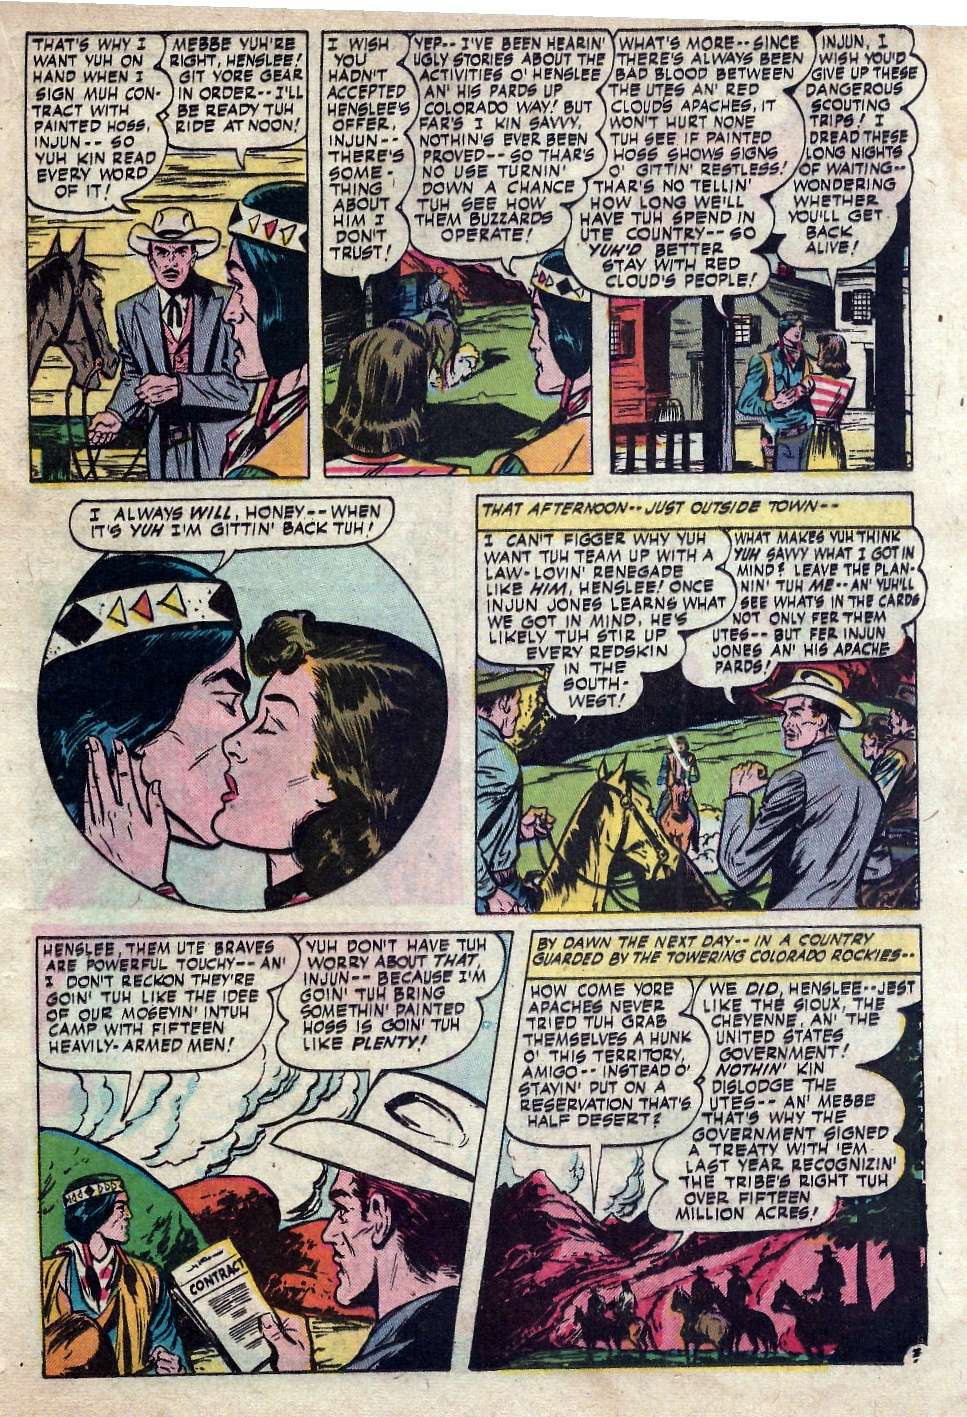 THAT'S WHY I
WANT YUH ON
HAND WHEN I
SIGN MUH CON-
TRACT WITH
PAINTED HOSS,
INJUN-- SO
YUH KIN READ
EVERY WORD
OF IT!
MEBBE YUH'RE
RIGHT, HENSLEE!
GIT YORE GEAR
IN ORDER-- I'LL
BE READY TUH
RIDE AT NOON!
I WISH
YOU
HADN'T
ACCEPTED
HENSLEE'S
OFFER,
INJUN--
THERE'S
SOME-
THING
ABOUT
HIM I
DON'T
TRUST!
YEP-- I'VE BEEN HEARIN'
UGLY STORIES ABOUT THE
ACTIVITIES O' HENSLEE
AN' HIS PARDS UP
COLORADO WAY! BUT
FAR'S I KIN SAVVY,
NOTHIN'S EVER BEEN
PROVED-- SO THAR'S
NO USE TURNIN'
DOWN A CHANCE
TUH SEE HOW
THEM BUZZARDS
OPERATE!
WHAT'S MORE-- SINCE
THERE'S ALWAYS BEEN
BAD BLOOD BETWEEN
THE UTES AN' RED
CLOUD'S APACHES, IT
WON'T HURT NONE
TUH SEE IF PAINTED
HOSS SHOWS SIGNS
O' GITTIN' RESTLESS!
THAR'S NO TELLIN'
HOW LONG WE'LL
HAVE TUH SPEND IN
UTE COUNTRY-- SO
YUH'D BETTER
STAY WITH RED
CLOUD'S PEOPLE!
INJUN, I
WISH YOU'D
GIVE UP THESE
DANGEROUS
SCOUTING
TRIPS! I
DREAD THESE
LONG NIGHTS
OF WAITING--
WONDERING
WHETHER
YOU'LL GET
BACK
ALIVE!
I ALWAYS WILL, HONEY-- WHEN
IT'S YUH I'M GITTIN' BACK TUH!
THAT AFTERNOON-- JUST OUTSIDE TOWN--
I CAN'T FIGGER WHY YUH
WANT TUH TEAM UP WITH A
LAW-LOVIN' RENEGADE
LIKE HIM, HENSLEE! ONCE
INJUN JONES LEARNS WHAT
WE GOT IN MIND, HE'S
LIKELY TUH STIR UP
EVERY REDSKIN
IN THE
SOUTH-
WEST!
WHAT MAKES YUH THINK
YUH SAVVY WHAT I GOT IN
MIND? LEAVE THE PLAN-
NIN' TUH ME-- AN' YUH'LL
SEE WHAT'S IN THE CARDS
NOT ONLY FER THEM
UTES-- BUT FER INJUN
JONES AN' HIS APACHE
PARDS!
HENSLEE, THEM UTE BRAVES
ARE POWERFUL TOUCHY-- AN'
I DON'T RECKON THEY'RE
GOIN' TUH LIKE THE IDEE
OF OUR MOSEYIN' INTUH
CAMP WITH FIFTEEN
HEAVILY-ARMED MEN!
YUH DON'T HAVE TUH
WORRY ABOUT THAT,
INJUN-- BECAUSE I'M
GOIN' TUH BRING
SOMETHIN' PAINTED
HOSS IS GOIN' TUH
LIKE PLENTY!
CONTRACT
BY DAWN THE NEXT DAY-- IN A COUNTRY
GUARDED BY THE TOWERING COLORADO ROCKIES--
HOW COME YORE
APACHES NEVER
TRIED TUH GRAB
THEMSELVES A HUNK
O' THIS TERRITORY,
AMIGO-- INSTEAD O'
STAYIN' PUT ON A
RESERVATION THAT'S
HALF DESERT?
WE DID, HENSLEE--JEST
LIKE THE SIOUX, THE
CHEYENNE, AN' THE
UNITED STATES
GOVERNMENT!
NOTHIN' KIN
DISLODGE THE
UTES-- AN' MEBBE
THAT'S WHY THE
GOVERNMENT SIGNED
A TREATY WITH 'EM
LAST YEAR RECOGNIZIN'
THE TRIBE'S RIGHT TUH
OVER FIFTEEN
MILLION ACRES!